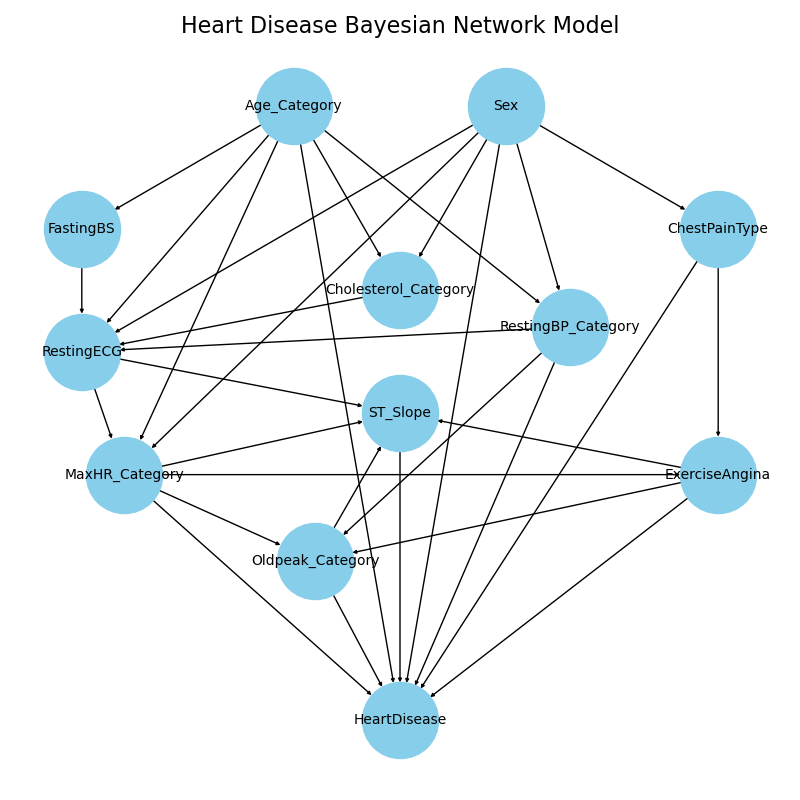 Heart Disease Bayesian Network Model
Age_Category
Sex
FastingBS
ChestPainType
Cholesterol_Category
RestingBP_Category
RestingECG
ST_Slope
MaxHR_Category
ExerciseAngina
Oldpeak_Category
HeartDisease